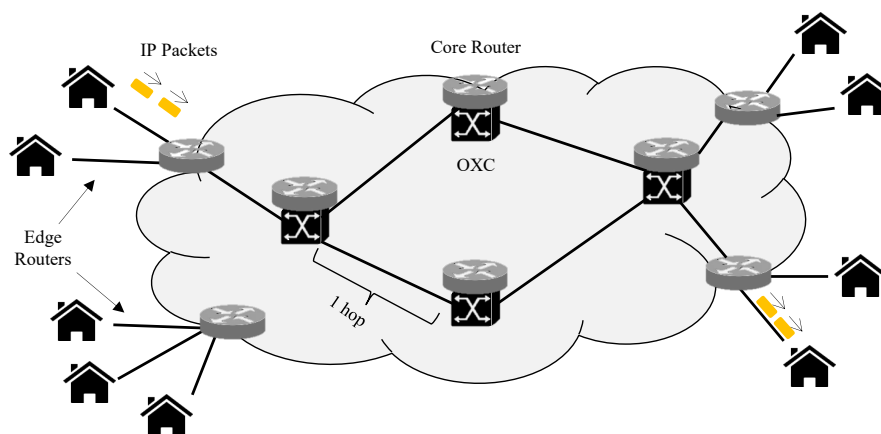 IP Packets
Core Router
OXC
Edge
Routers
1 hop